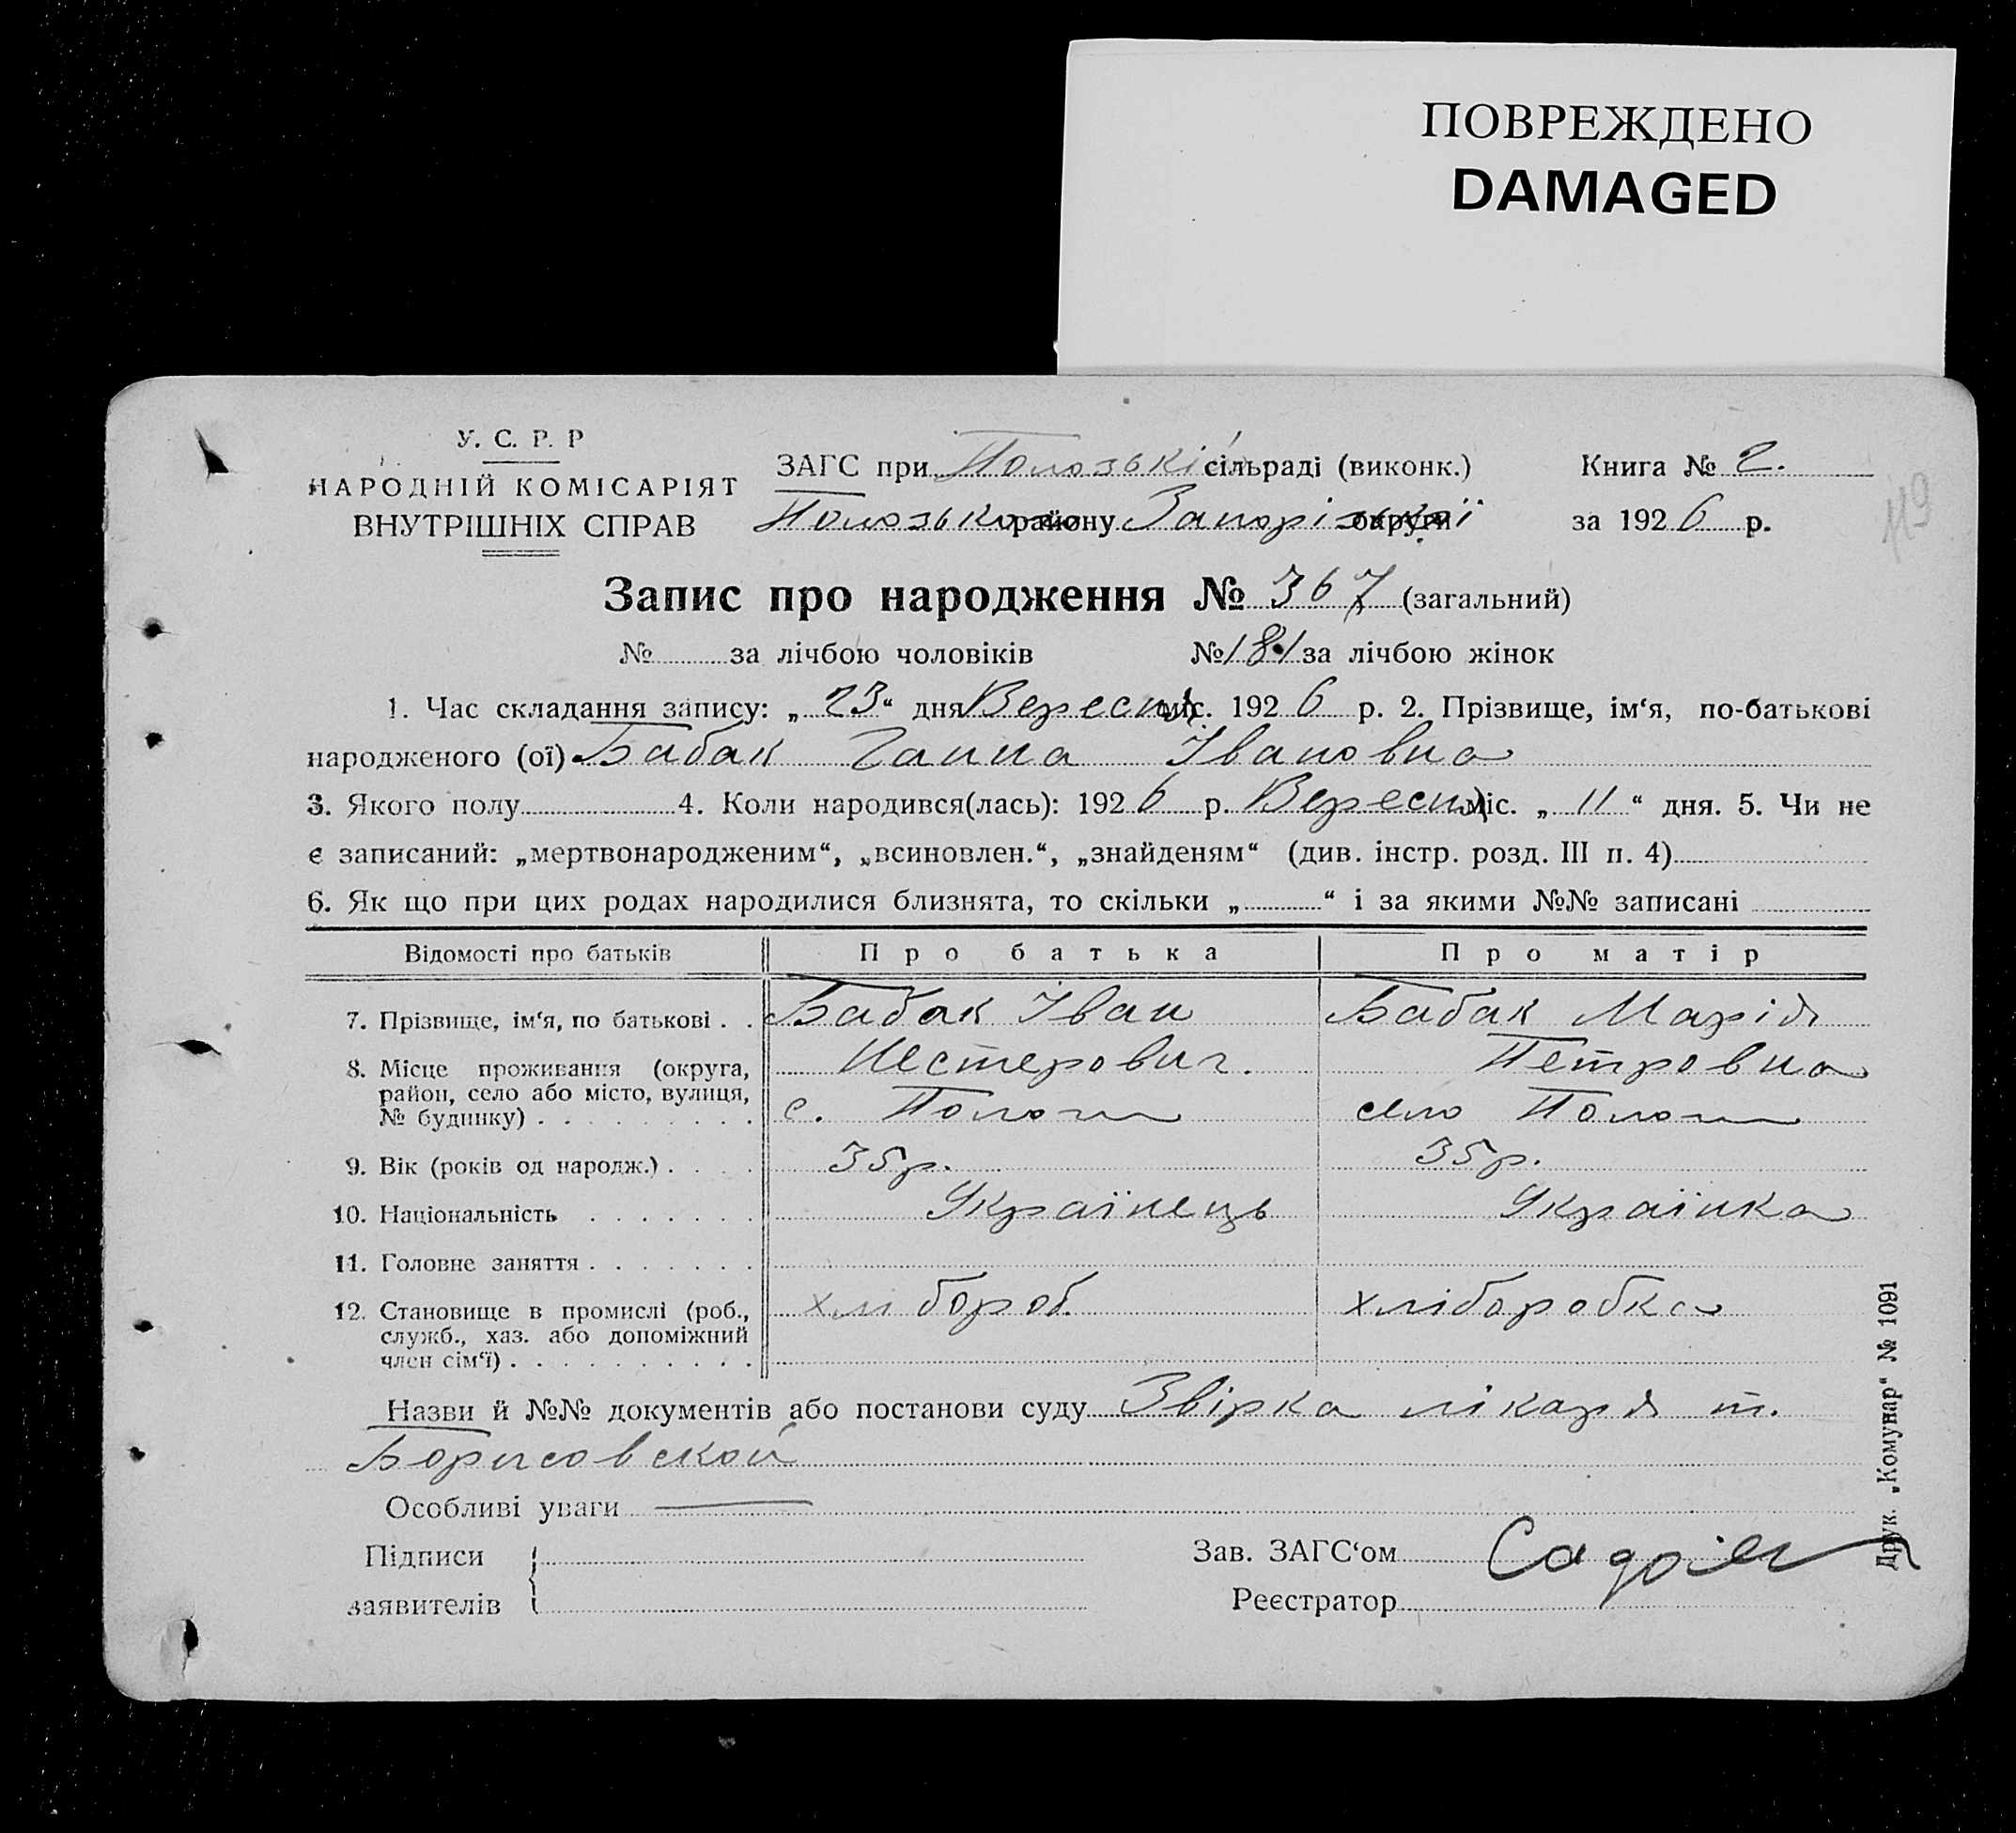 ПОВРЕЖДЕНО
DAMAGED
У. С. Р. Р
НАРОДНІЙ КОМІСАРІЯТ
ВНУТРІШНІХ СПРАВ
ЗАГС при Пологські сільраді (виконк.) Книга № 2.
Пологського району Запорізької округи за 1926 р.
119
Запис про народження № 367 (загальний)
№ за лічбою чоловіків № 181 за лічбою жінок
1. Час складання запису: „23“ дня Вересня міс. 1926 р. 2. Прізвище, ім‘я, по-батькові
народженого (ої) Бабак Ганна Івановна
3. Якого полу 4. Коли народився(лась): 1926 р. Вересня міс. „11“ дня. 5. Чи не
є записаний: „мертвонародженим“, „всиновлен.“, „знайденям“ (див. інстр. розд. III п. 4)
6. Як що при цих родах народилися близнята, то скільки „ “ і за якими №№ записані
Відомості про батьків Про батька Про матір
7. Прізвище, ім‘я, по батькові . . Бабак Іван Бабак Марія
Нестерович. Петровна
8. Місце проживання (округа,
район, село або місто, вулиця,
№ будинку) . . . . . . . . . с. Пологи село Пологи
9. Вік (років од народж.) . . . . 35 р. 35 р.
10. Національність . . . . . . . Українець Українка
11. Головне заняття . . . . . . .
12. Становище в промислі (роб., хлібороб. хліборобка
служб., хаз. або допоміжний
член сім‘ї) . . . . . . . . . .
Назви й №№ документів або постанови суду Звірка лікаря т.
Борисовской
Особливі уваги
Підписи
заявителів
Зав. ЗАГС‘ом
Реєстратор
Друк. „Комунар“ № 1091